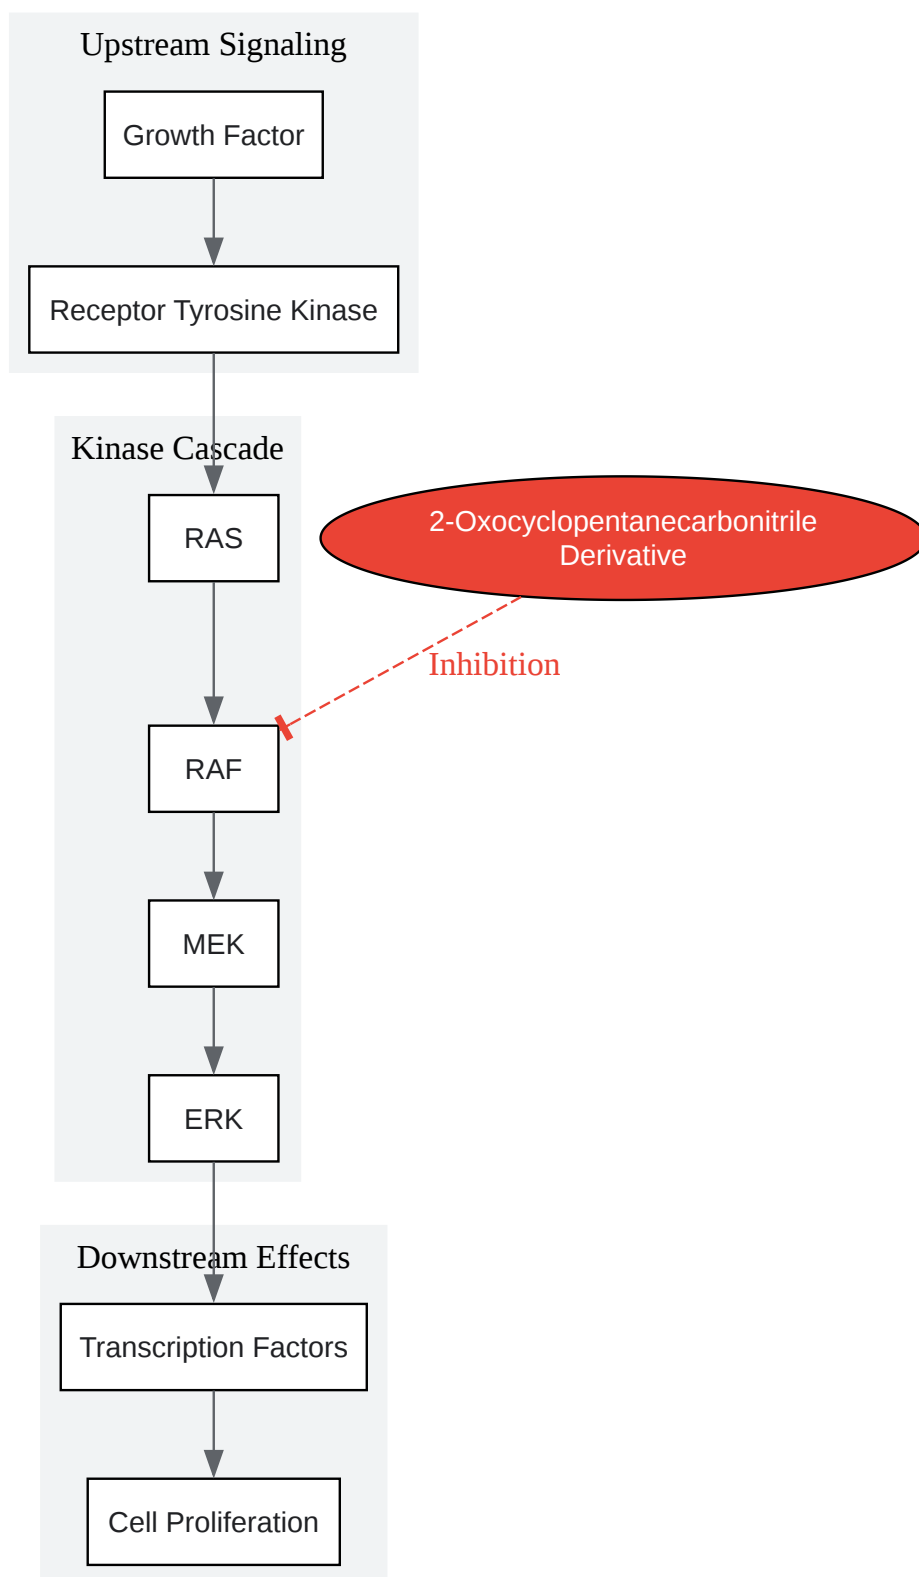 Upstream Signaling
Growth Factor
Receptor Tyrosine Kinase
Kinase Cascade
RAS
2-Oxocyclopentanecarbonitrile
Derivative
Inhibition
RAF
MEK
ERK
Downstream Effects
Transcription Factors
Cell Proliferation